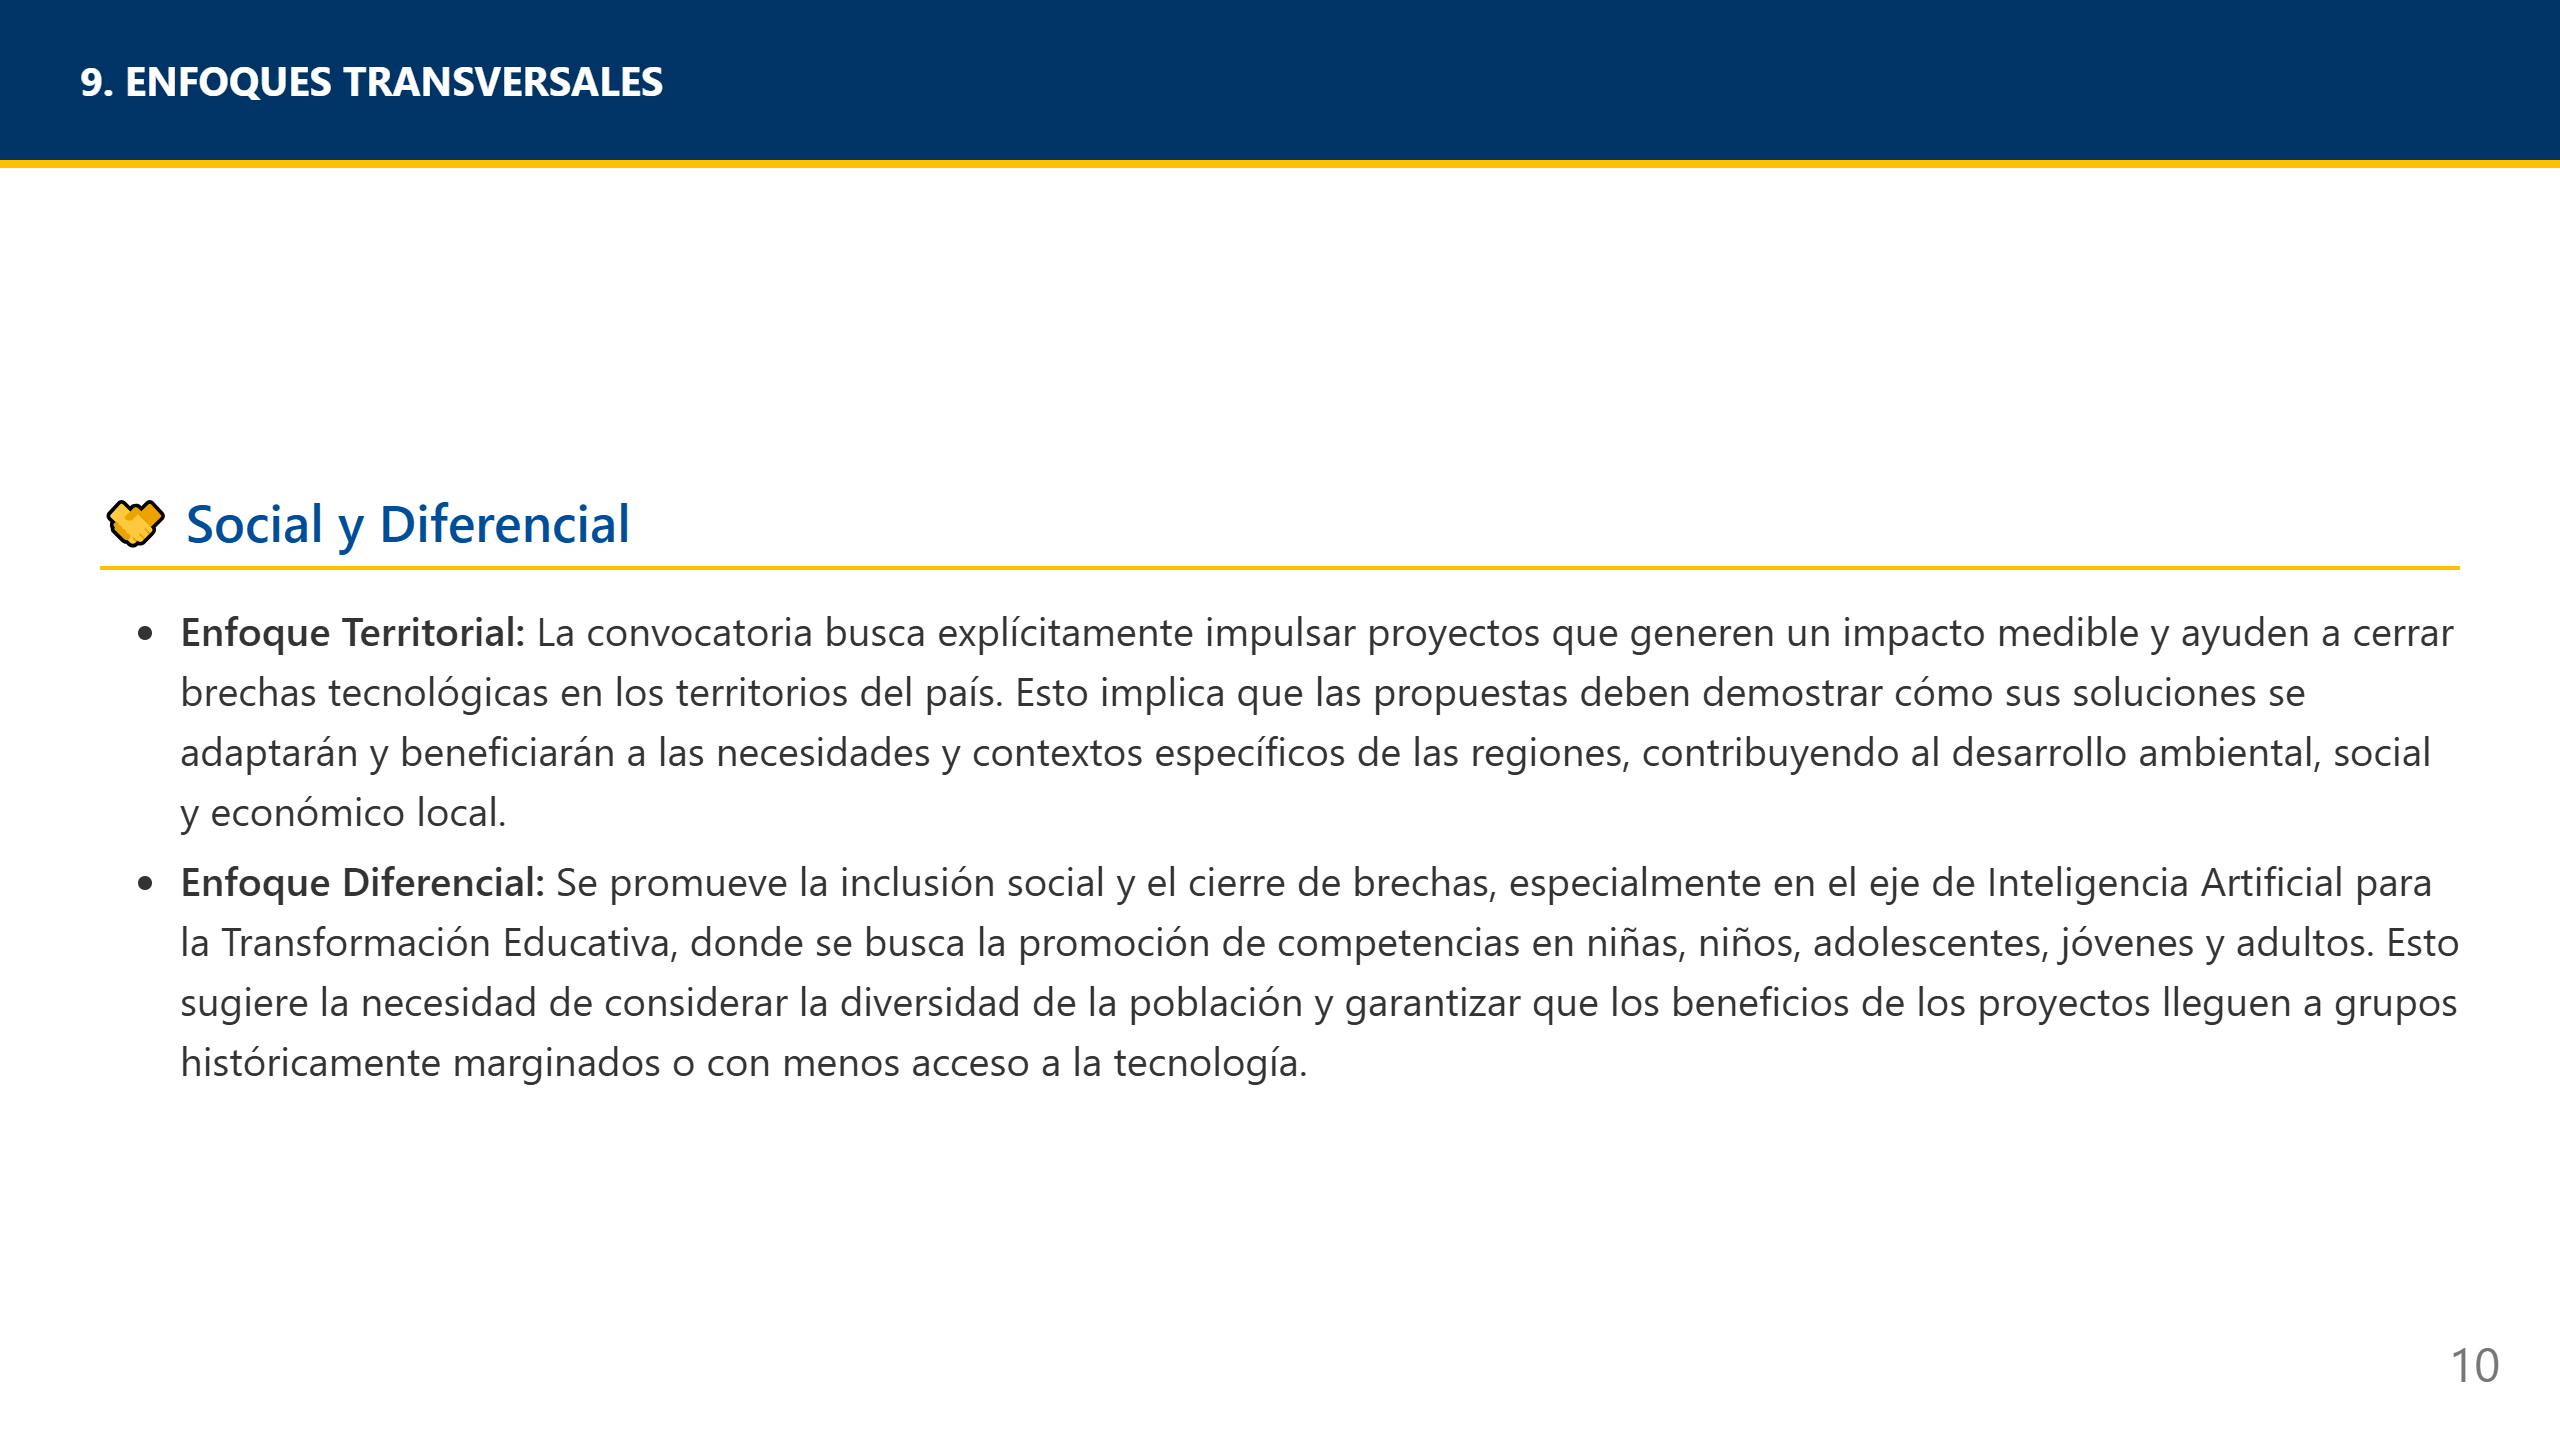 9. ENFOQUES TRANSVERSALES
Social y Diferencial
• Enfoque Territorial: La convocatoria busca explícitamente impulsar proyectos que generen un impacto medible y ayuden a cerrar
brechas tecnológicas en los territorios del país. Esto implica que las propuestas deben demostrar cómo sus soluciones se
adaptarán y beneficiarán a las necesidades y contextos específicos de las regiones, contribuyendo al desarrollo ambiental, social
y económico local.
• Enfoque Diferencial: Se promueve la inclusión social y el cierre de brechas, especialmente en el eje de Inteligencia Artificial para
la Transformación Educativa, donde se busca la promoción de competencias en niñas, niños, adolescentes, jóvenes y adultos. Esto
sugiere la necesidad de considerar la diversidad de la población y garantizar que los beneficios de los proyectos lleguen a grupos
históricamente marginados o con menos acceso a la tecnología.
10